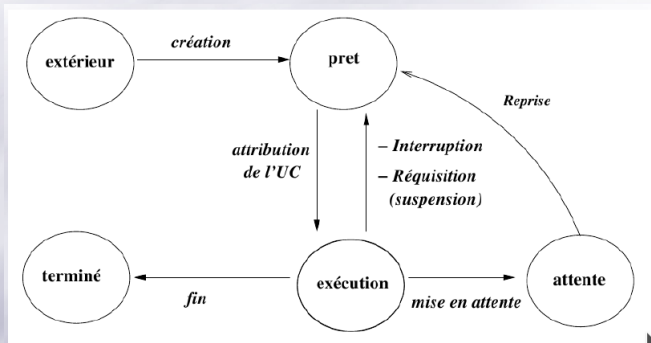 création
extérieur
pret
Reprise
attribution
de l'UC
– Interruption
– Réquisition
(suspension)
terminé
exécution
attente
fin
mise en attente